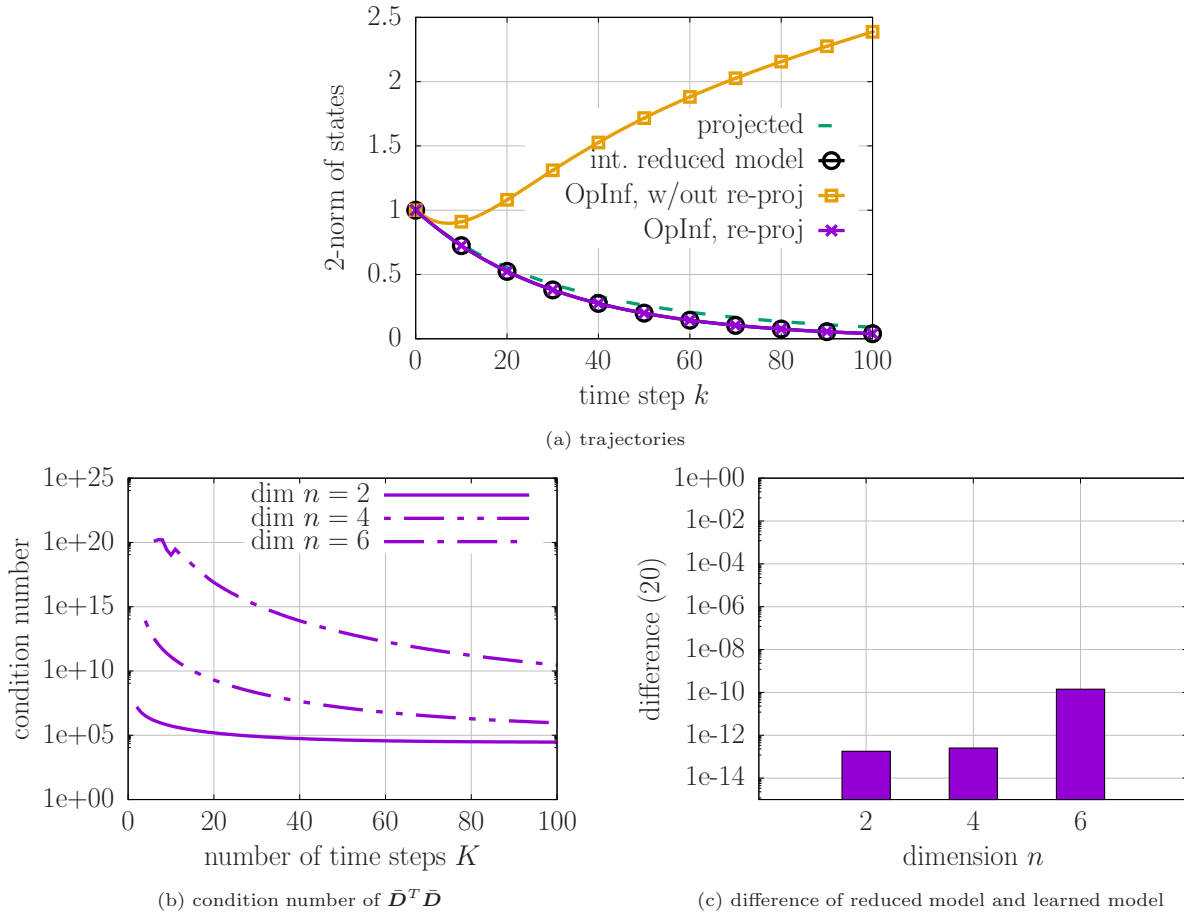 2.5
2
1.5
1
0.5
0
2-norm of states
projected
int. reduced model
OpInf, w/out re-proj
OpInf, re-proj
0 20 40 60 80 100
time step k
(a) trajectories
1e+25
1e+20
1e+15
1e+10
1e+05
1e+00
condition number
dim n = 2
dim n = 4
dim n = 6
0 20 40 60 80 100
number of time steps K
(b) condition number of D̄ᵀD̄
1e+00
1e-02
1e-04
1e-06
1e-08
1e-10
1e-12
1e-14
difference (20)
2 4 6
dimension n
(c) difference of reduced model and learned model